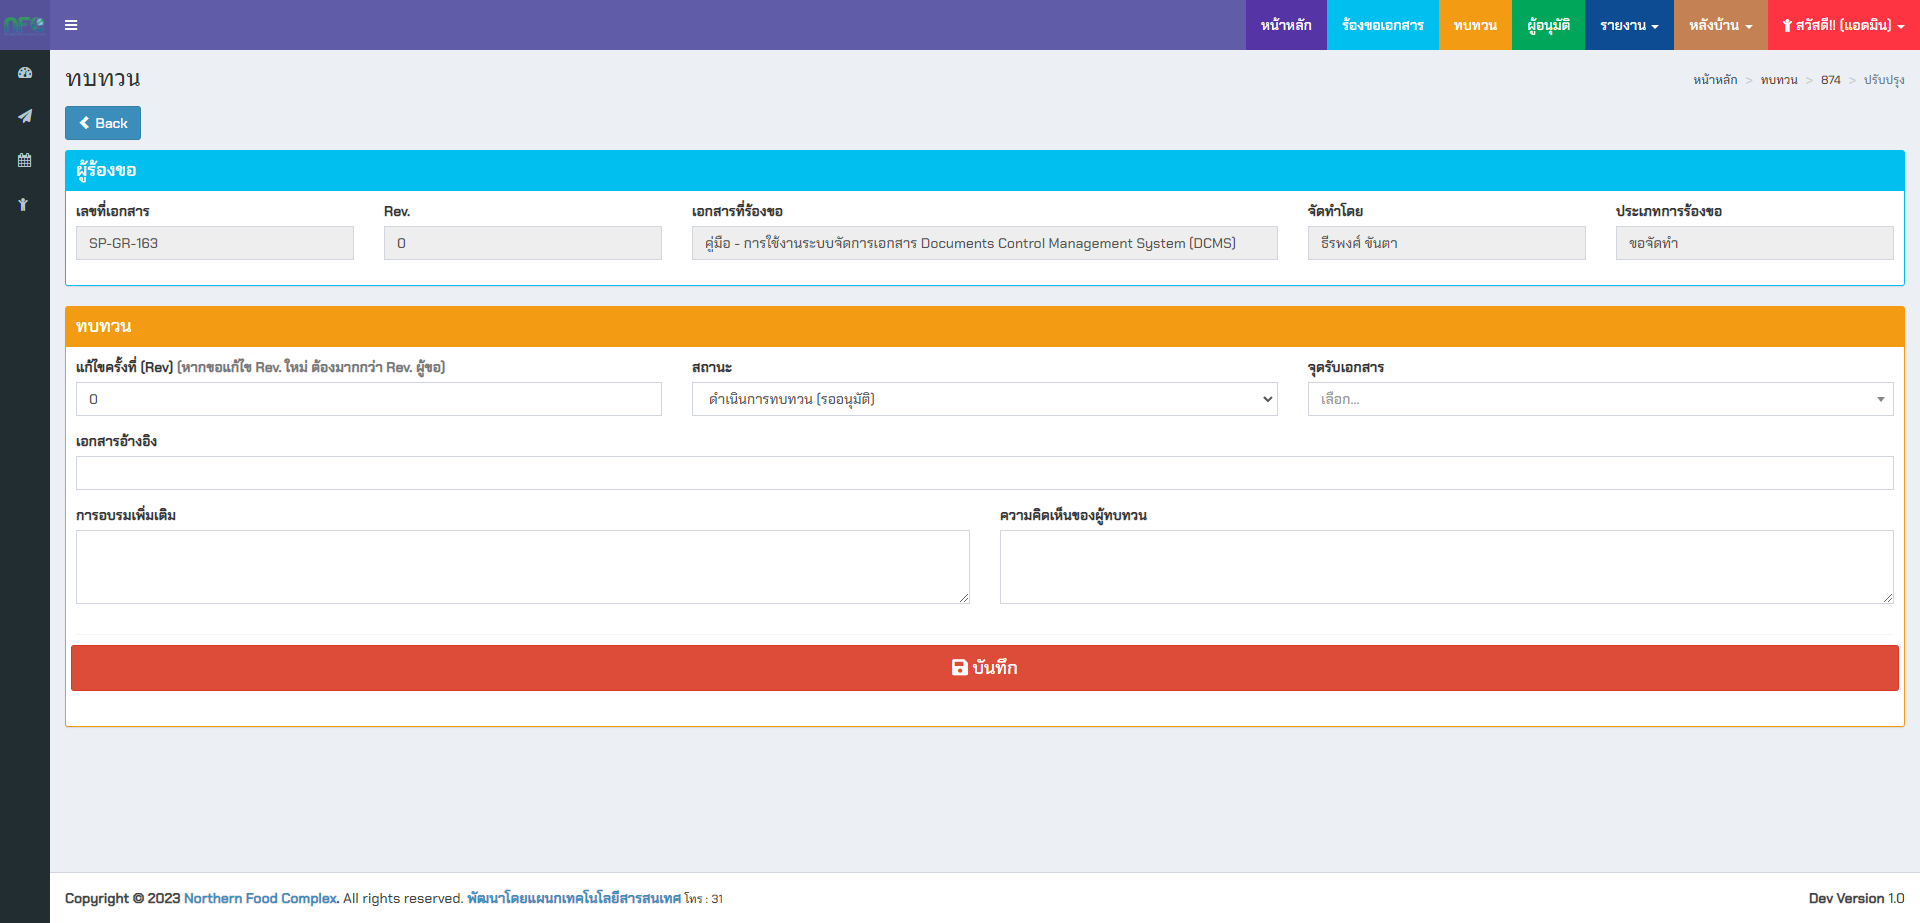 หน้าหลัก ร้องขอเอกสาร ทบทวน ผู้อนุมัติ รายงาน หลังบ้าน สวัสดี!! (แอดมิน)
ทบทวน
หน้าหลัก > ทบทวน > 874 > ปรับปรุง
Back
ผู้ร้องขอ
เลขที่เอกสาร Rev. เอกสารที่ร้องขอ จัดทำโดย ประเภทการร้องขอ
SP-GR-163 0 คู่มือ - การใช้งานระบบจัดการเอกสาร Documents Control Management System (DCMS) ธีรพงศ์ ขันตา ขอจัดทำ
ทบทวน
แก้ไขครั้งที่ (Rev) (หากขอแก้ไข Rev. ใหม่ ต้องมากกว่า Rev. ผู้ขอ) สถานะ จุดรับเอกสาร
0 ดำเนินการทบทวน (รออนุมัติ) เลือก...
เอกสารอ้างอิง
การอบรมเพิ่มเติม ความคิดเห็นของผู้ทบทวน
บันทึก
Copyright © 2023 Northern Food Complex. All rights reserved. พัฒนาโดยแผนกเทคโนโลยีสารสนเทศ โทร : 31 Dev Version 1.0